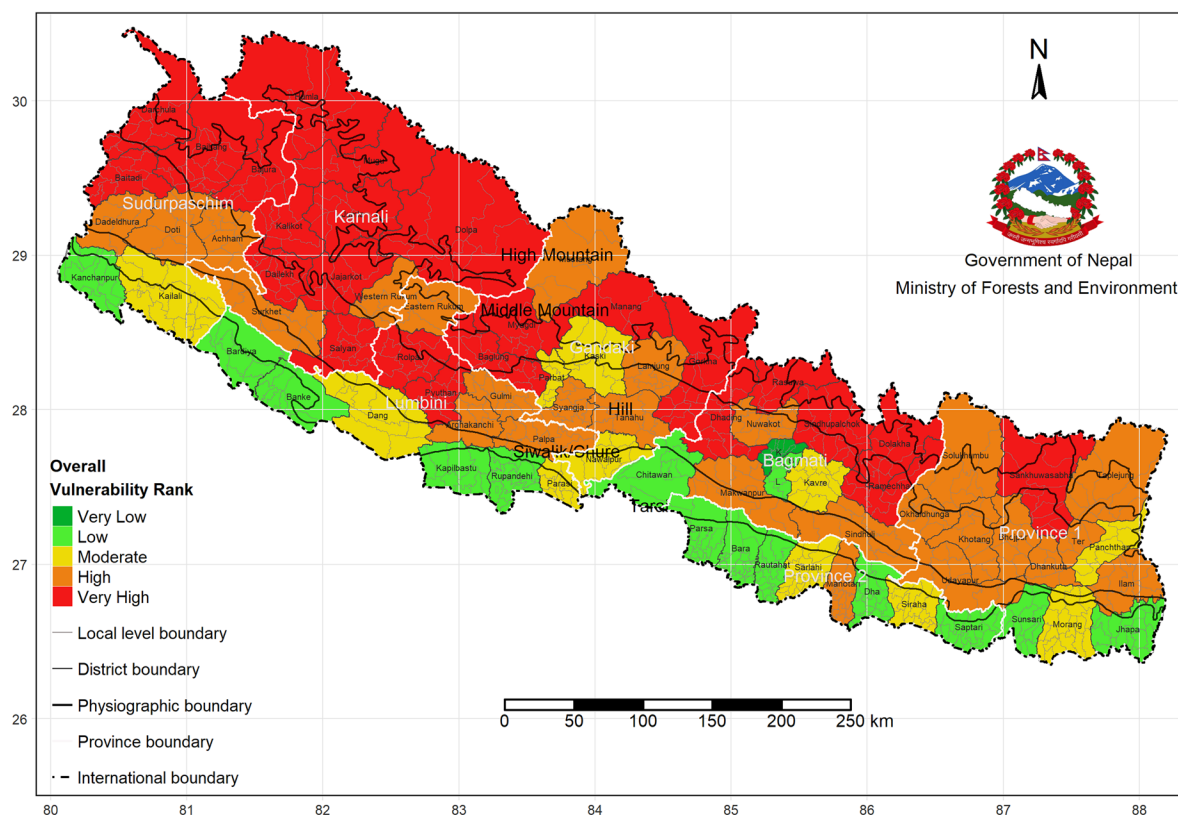 N
Government of Nepal
Ministry of Forests and Environment
30
29
28
27
26
80
81
82
83
84
85
86
87
88
Darchula
Humla
Bajhang
Bajura
Baitadi
Mugu
Sudurpaschim
Karnali
Dadeldhura
Doti
Achham
Kalikot
Dolpa
High Mountain
Mustang
Kanchanpur
Kailali
Dailekh
Jajarkot
Western Rukum
Eastern Rukum
Surkhet
Middle Mountain
Manang
Myagdi
Gandaki
Kaski
Bardiya
Salyan
Rolpa
Baglung
Parbat
Lamjung
Gorkha
Rasuwa
Banke
Pyuthan
Lumbini
Dang
Gulmi
Syangja
Hill
Tanahu
Dhading
Nuwakot
Sindhupalchok
Arghakanchi
Palpa
Dolakha
Solukhumbu
Siwalik/Chure
Nawalpur
Bagmati
K
L
Kavre
Ramechhap
Sankhuwasabha
Taplejung
Kapilbastu
Rupandehi
Parasi
Chitawan
Makwanpur
Okhaldhunga
Tarai
Parsa
Sindhuli
Khotang
Bhojpur
Province 1
Ter
Panchthar
Bara
Rautahat
Sarlahi
Province 2
Mahottari
Dha
Siraha
Udayapur
Dhankuta
Ilam
Saptari
Sunsari
Morang
Jhapa
Overall
Vulnerability Rank
Very Low
Low
Moderate
High
Very High
Local level boundary
District boundary
Physiographic boundary
Province boundary
International boundary
0 50 100 150 200 250 km